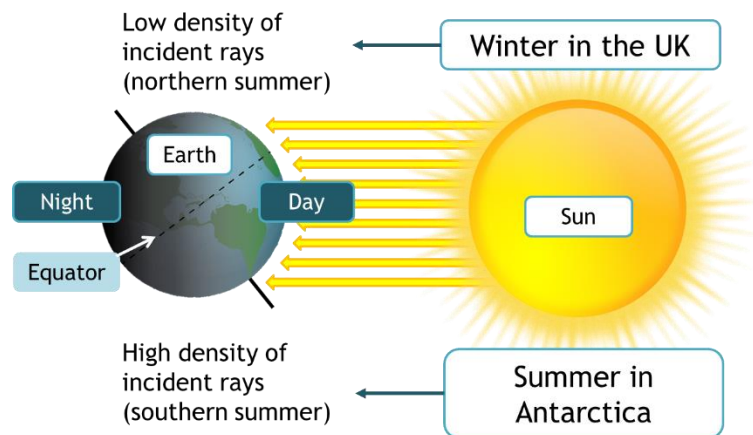 Low density of
incident rays
(northern summer)
Winter in the UK
Earth
Night
Day
Sun
Equator
High density of
incident rays
(southern summer)
Summer in
Antarctica